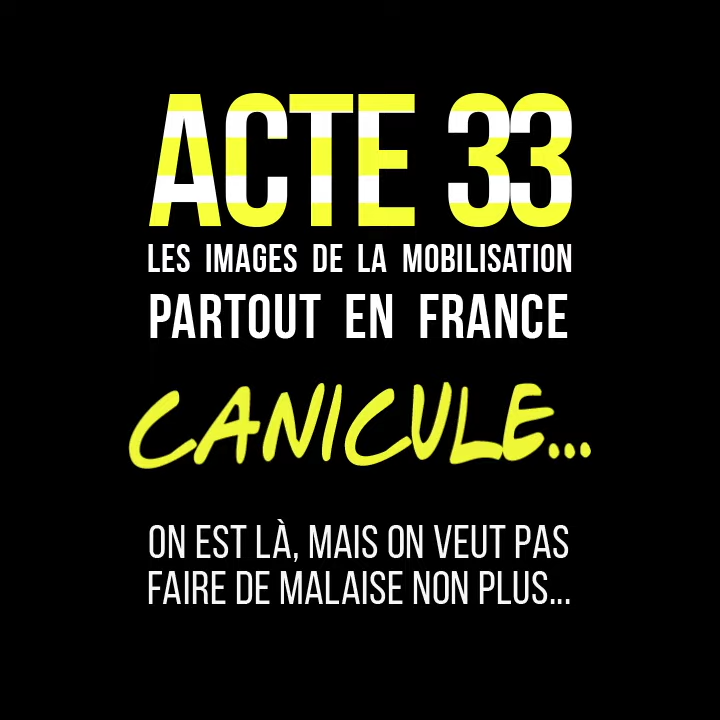 ACTE 33
LES IMAGES DE LA MOBILISATION
PARTOUT EN FRANCE
CANICULE...
ON EST LÀ, MAIS ON VEUT PAS
FAIRE DE MALAISE NON PLUS...